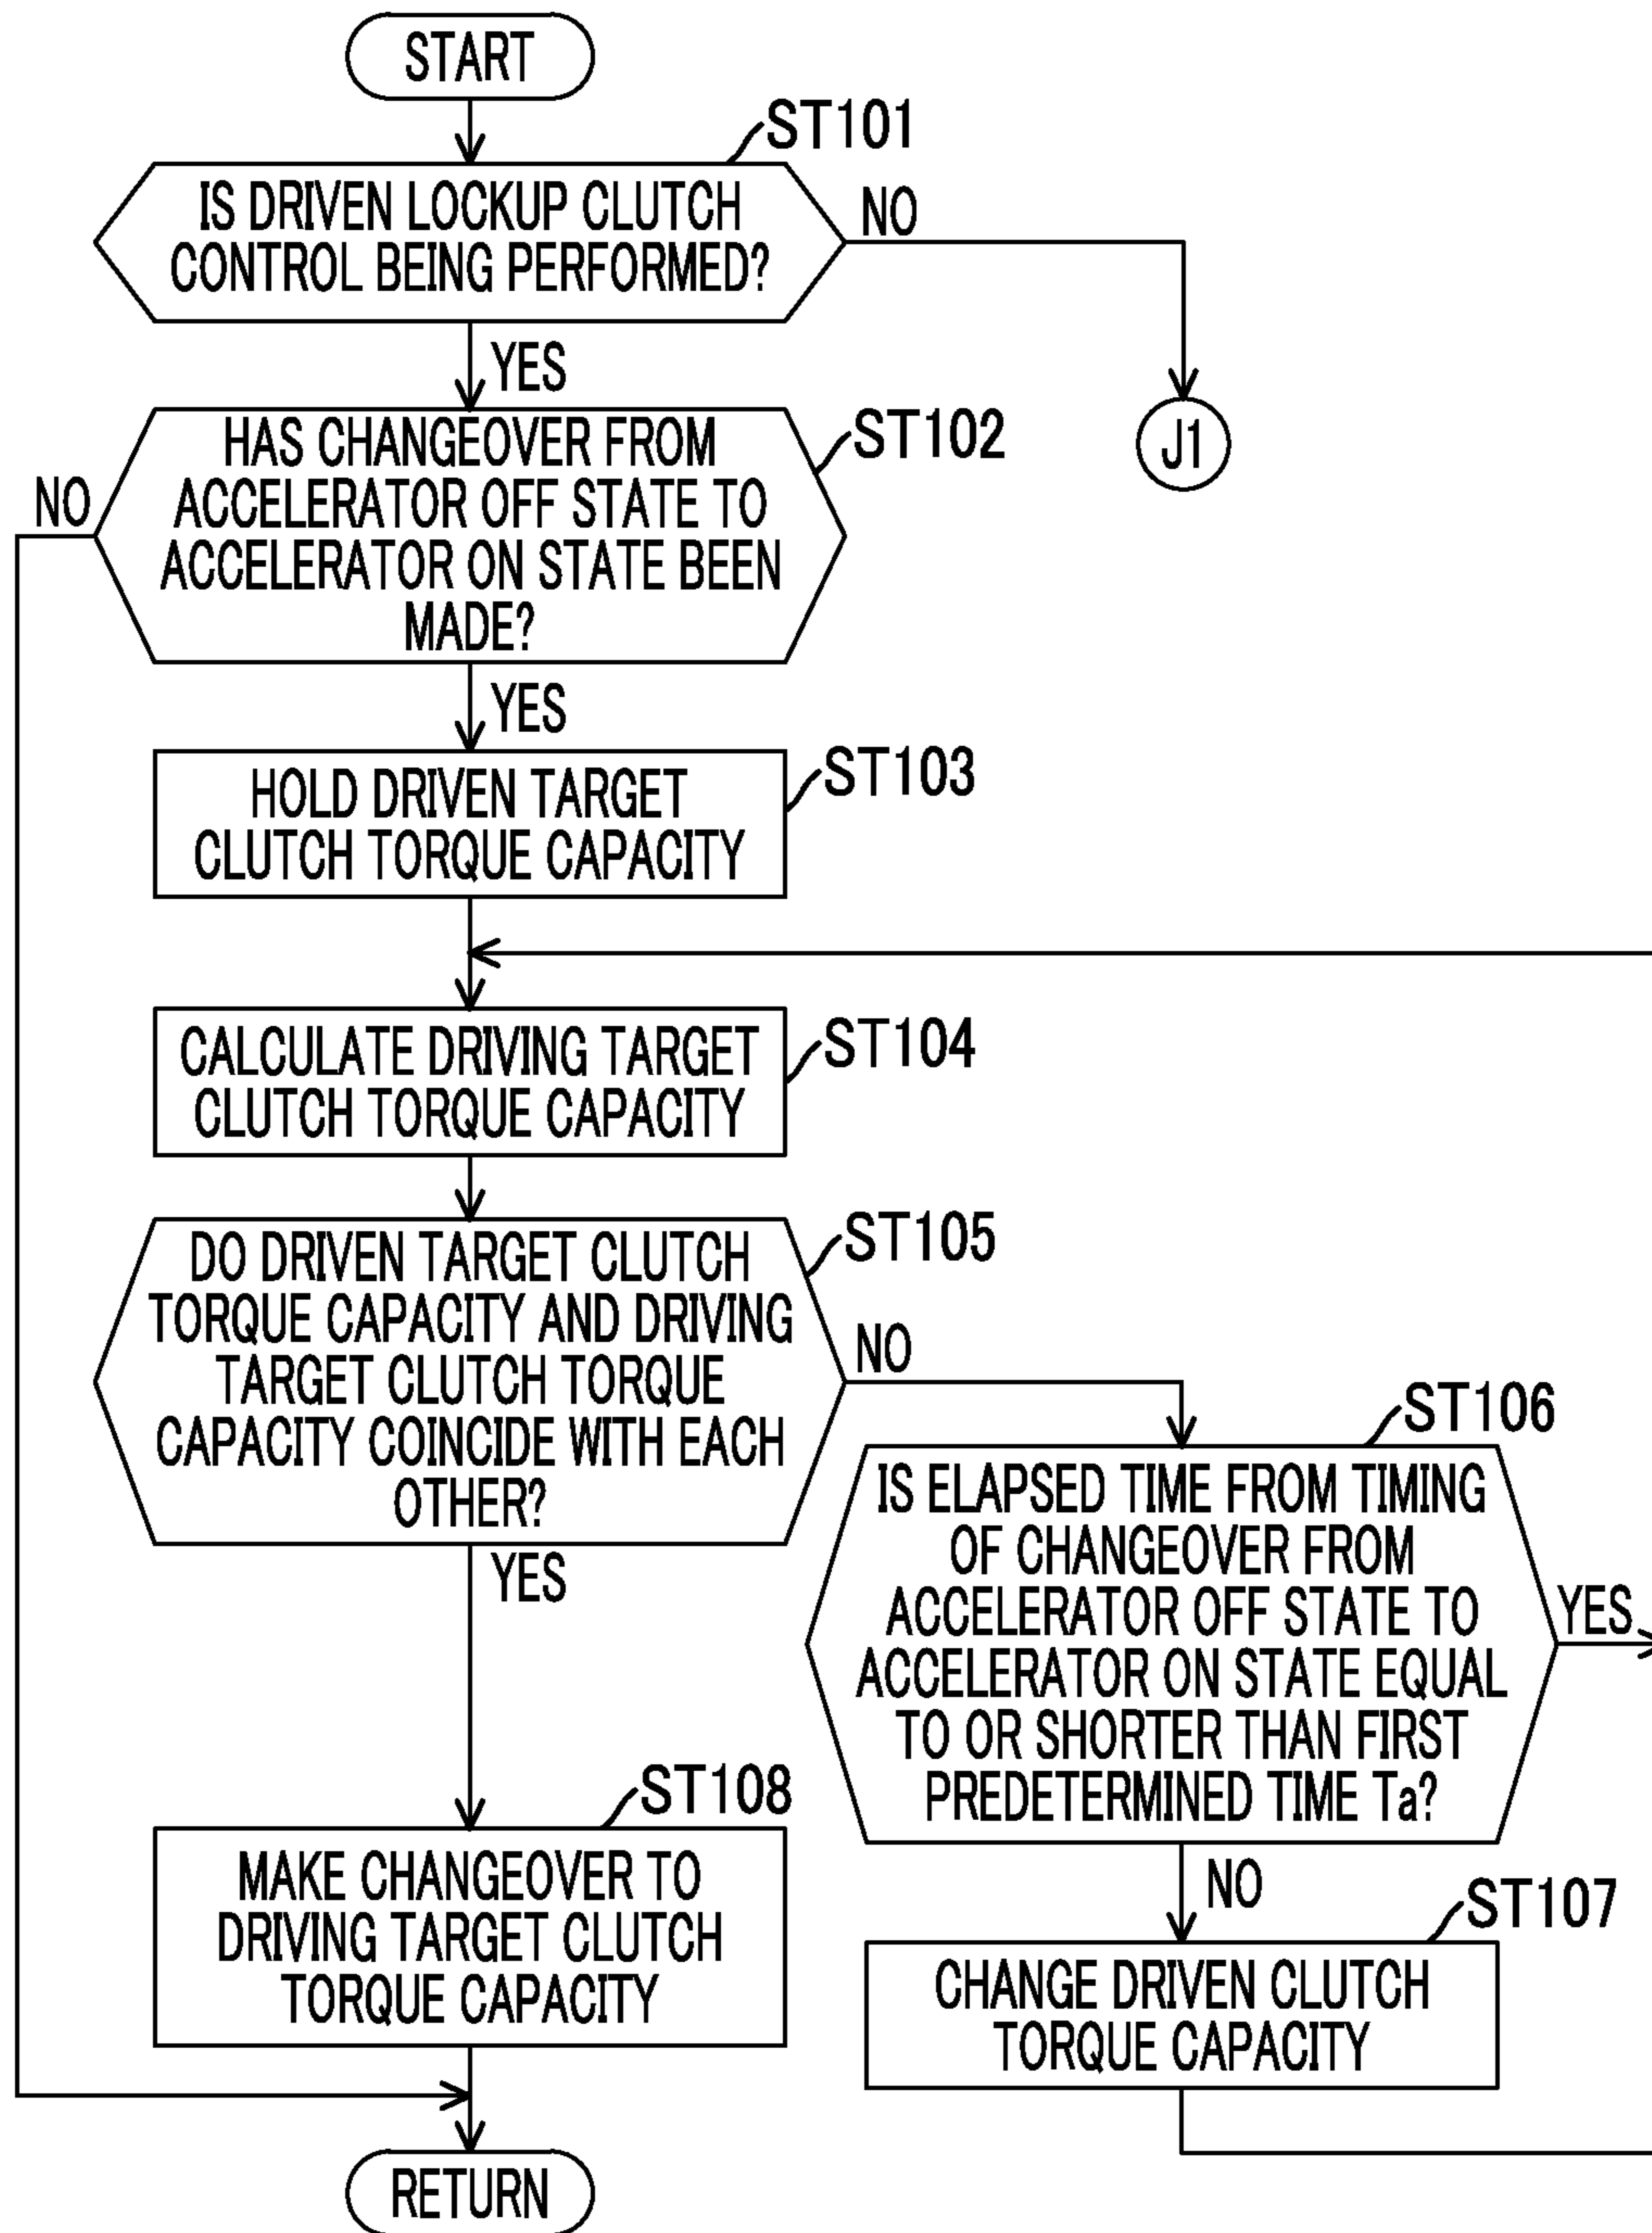 START
ST101
IS DRIVEN LOCKUP CLUTCH
CONTROL BEING PERFORMED?
NO
YES
J1
ST102
HAS CHANGEOVER FROM
ACCELERATOR OFF STATE TO
ACCELERATOR ON STATE BEEN
MADE?
NO
YES
ST103
HOLD DRIVEN TARGET
CLUTCH TORQUE CAPACITY
ST104
CALCULATE DRIVING TARGET
CLUTCH TORQUE CAPACITY
ST105
DO DRIVEN TARGET CLUTCH
TORQUE CAPACITY AND DRIVING
TARGET CLUTCH TORQUE
CAPACITY COINCIDE WITH EACH
OTHER?
NO
YES
ST106
IS ELAPSED TIME FROM TIMING
OF CHANGEOVER FROM
ACCELERATOR OFF STATE TO
ACCELERATOR ON STATE EQUAL
TO OR SHORTER THAN FIRST
PREDETERMINED TIME Ta?
YES
NO
ST107
CHANGE DRIVEN CLUTCH
TORQUE CAPACITY
ST108
MAKE CHANGEOVER TO
DRIVING TARGET CLUTCH
TORQUE CAPACITY
RETURN